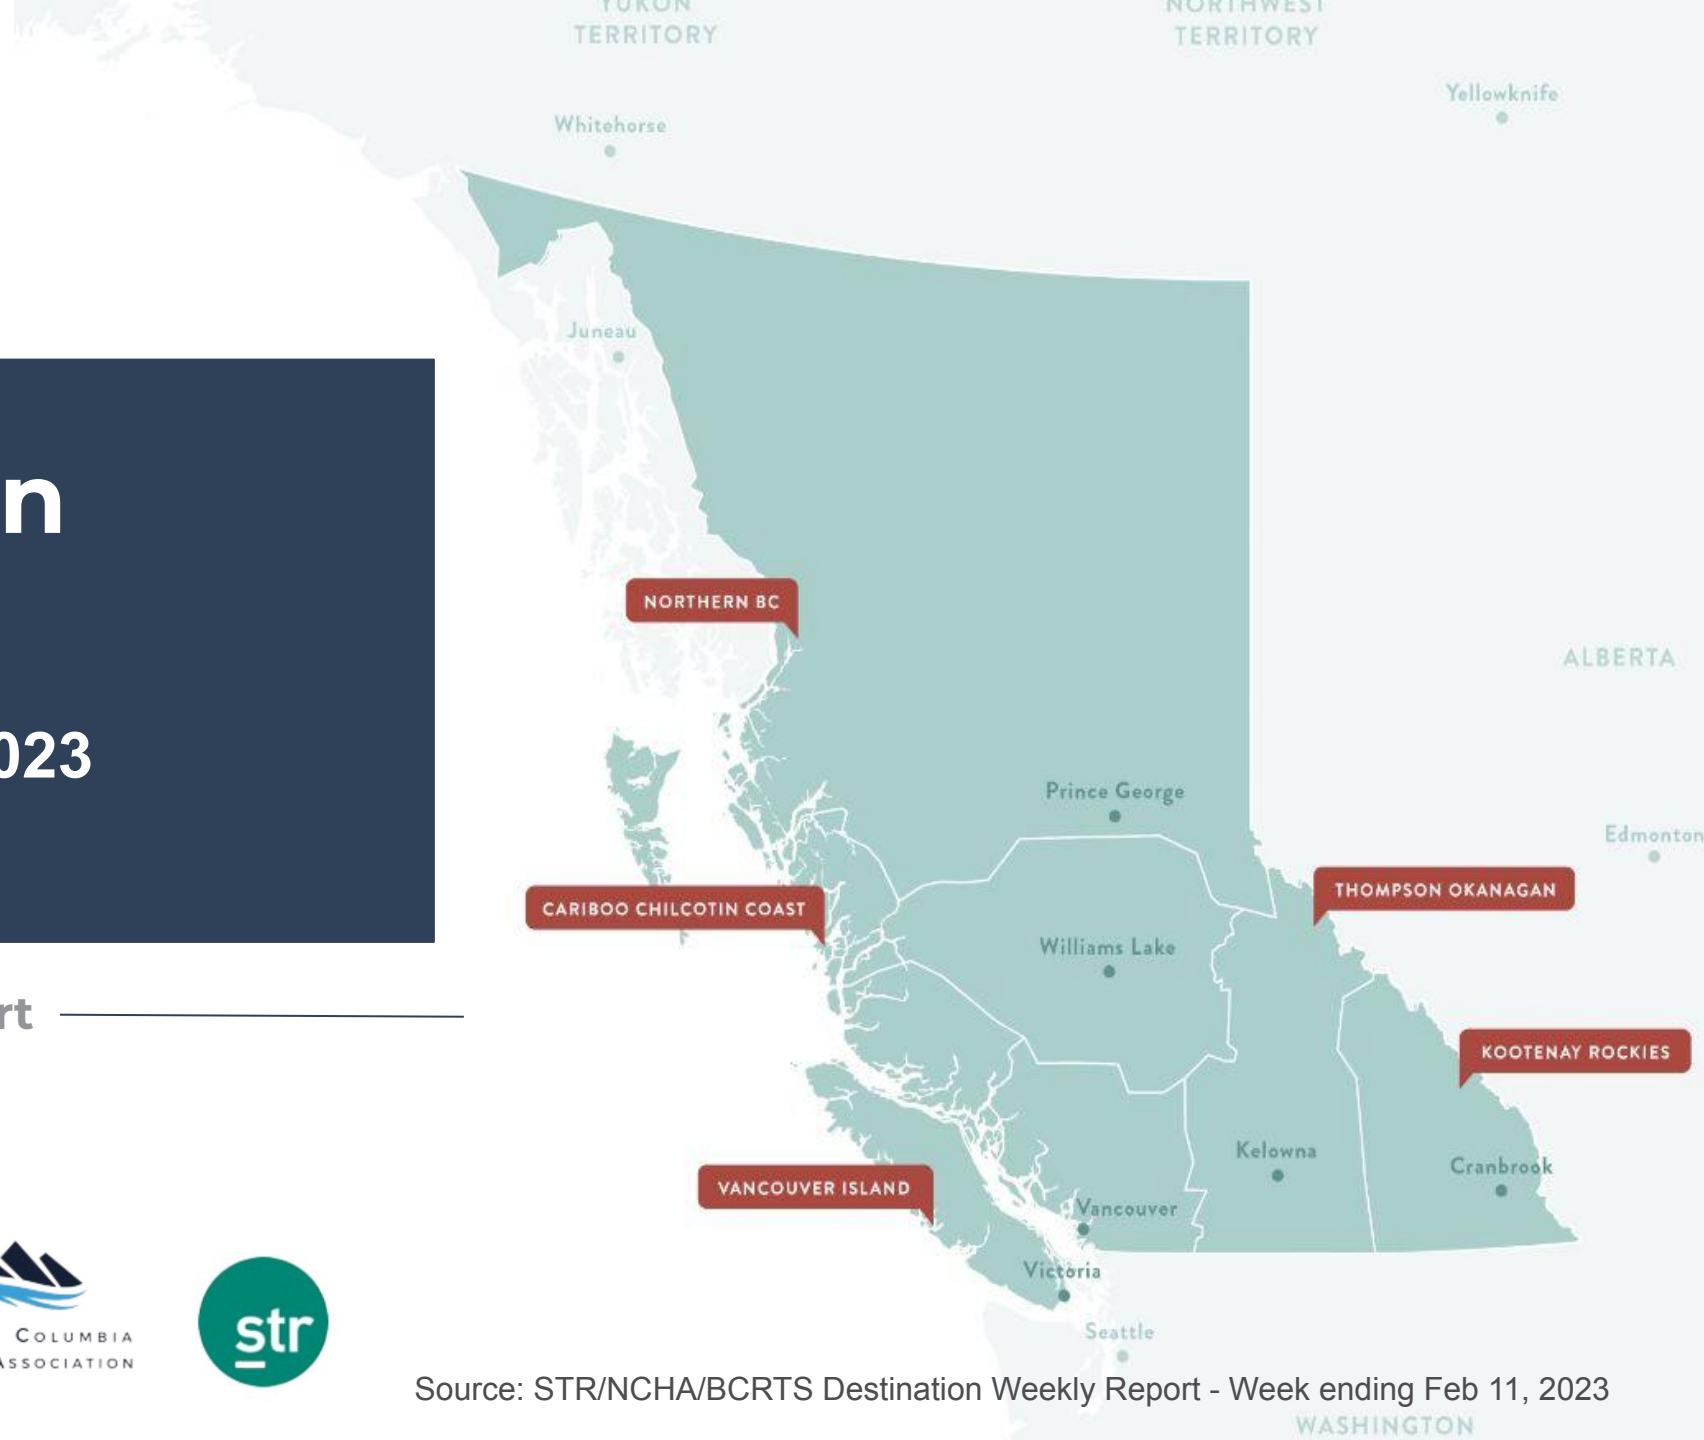 YUKON
TERRITORY
NORTHWEST
TERRITORY
Yellowknife
Whitehorse
Juneau
n
NORTHERN BC
ALBERTA
023
Prince George
Edmonton
THOMPSON OKANAGAN
CARIBOO CHILCOTIN COAST
Williams Lake
rt
KOOTENAY ROCKIES
Kelowna
Cranbrook
VANCOUVER ISLAND
Vancouver
Victoria
COLUMBIA
ASSOCIATION
str
Seattle
Source: STR/NCHA/BCRTS Destination Weekly Report - Week ending Feb 11, 2023
WASHINGTON